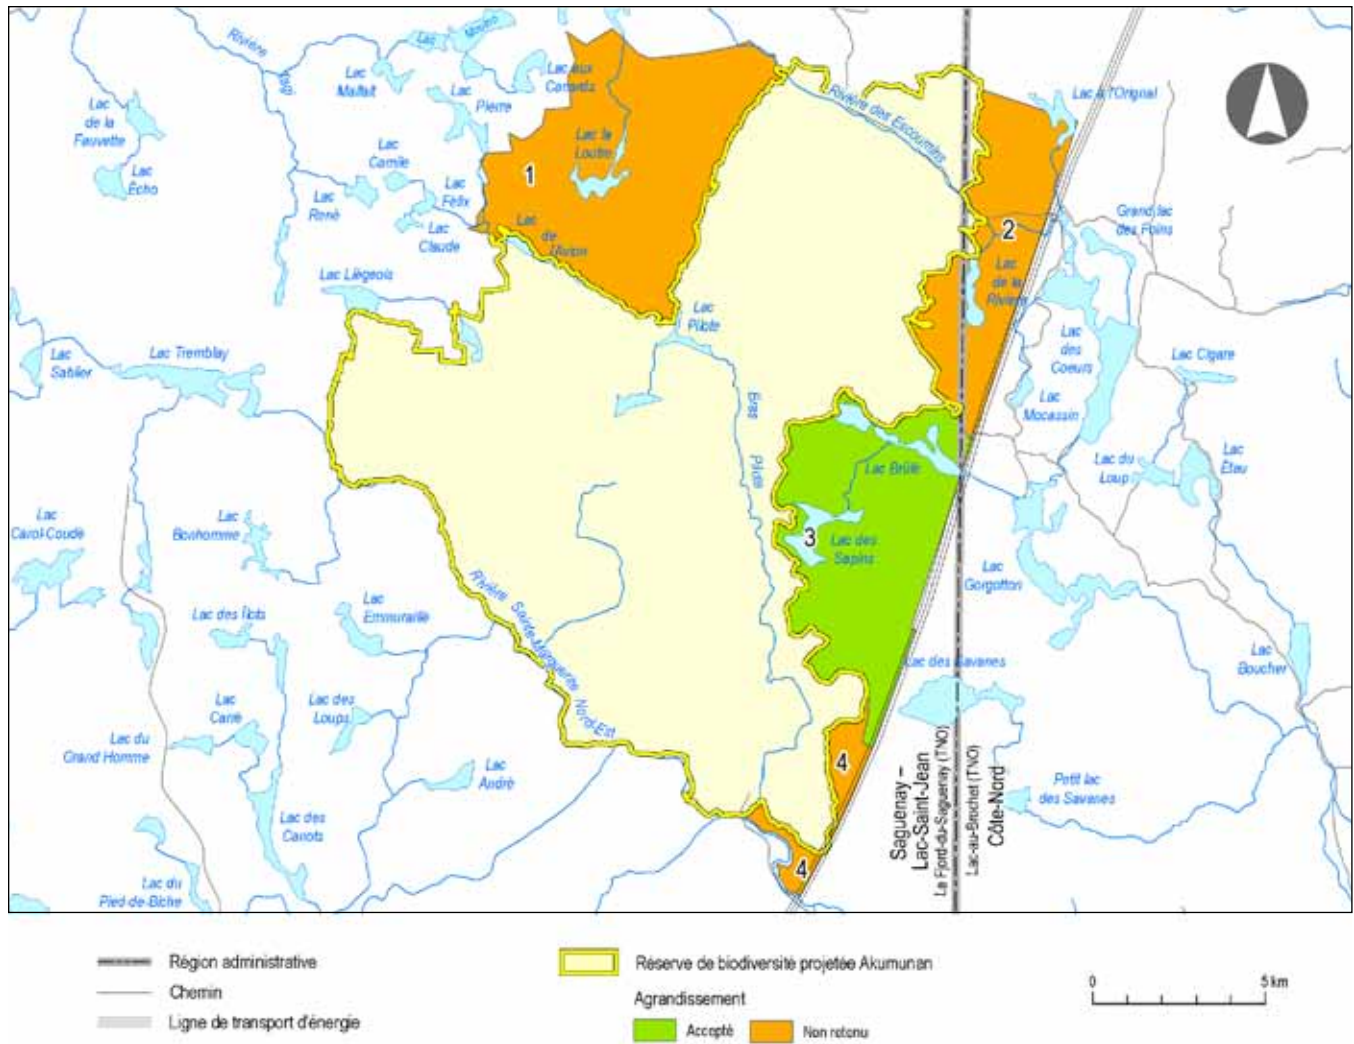 Rivière
Lac
Lac
Malfait
Lac aux
Canards
Lac
Pierre
Lac à l'Orignal
Lac
de la
Fauvette
Rivière des Escoumins
Lac la
Loutre
Lac
Écho
Lac
Camille
1
Lac
René
Lac
Félix
Lac
Claude
Lac
de
l'Avion
Grand lac
des Foins
2
Lac
de la
Rivière
Lac Liégeois
Lac
Pilote
Lac
Sablier
Lac Tremblay
Lac
des
Coeurs
Lac Cigare
Lac
Mocassin
Bras
Pilote
Lac Brûlé
Lac du
Loup
Lac
Étau
Lac
Carol-Coudé
Lac
Bonhomme
3
Lac des
Sapins
Lac
Gorgotton
Rivière Sainte-Marguerite Nord-Est
Lac des Îlots
Lac
Emmuraillé
Lac des Savanes
Lac
Boucher
Lac
Carré
Lac des
Loups
Lac du
Grand Homme
Lac
André
4
Petit lac
des Savanes
Saguenay –
Lac-Saint-Jean
Le Fjord-du-Saguenay (TNO)
Lac-au-Brochet (TNO)
Côte-Nord
Lac des
Canots
4
Lac du
Pied-de-Biche
Région administrative
Chemin
Ligne de transport d'énergie
Réserve de biodiversité projetée Akumunan
Agrandissement
Accepté
Non retenu
0
5 km